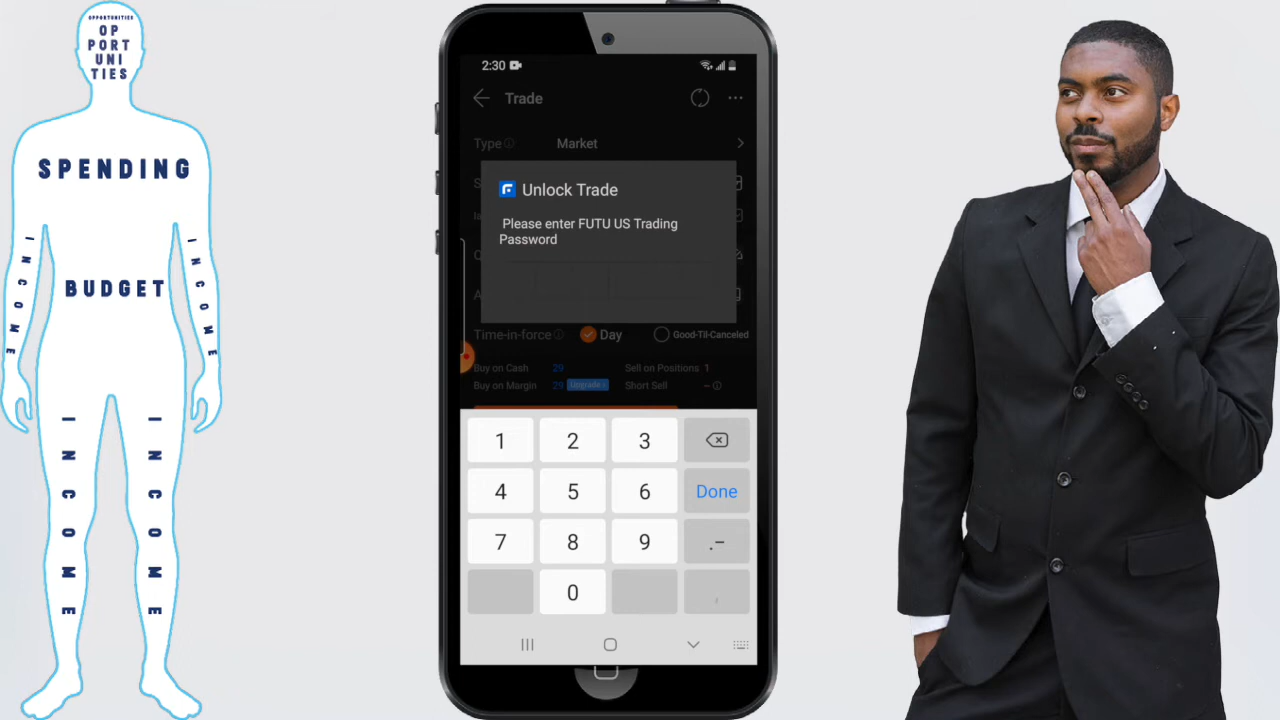 OPPORTUNITIES
OP
PORT
UNI
TIES
SPENDING
BUDGET
INCOME
INCOME
INCOME
INCOME
2:30
Trade
Type
Market
Unlock Trade
Please enter FUTU US Trading
Password
Time-in-force
Day
Good-Til-Canceled
Buy on Cash 29
Sell on Positions 1
Buy on Margin 29 Upgrade
Short Sell --
1 2 3
4 5 6 Done
7 8 9 .-
0 ,